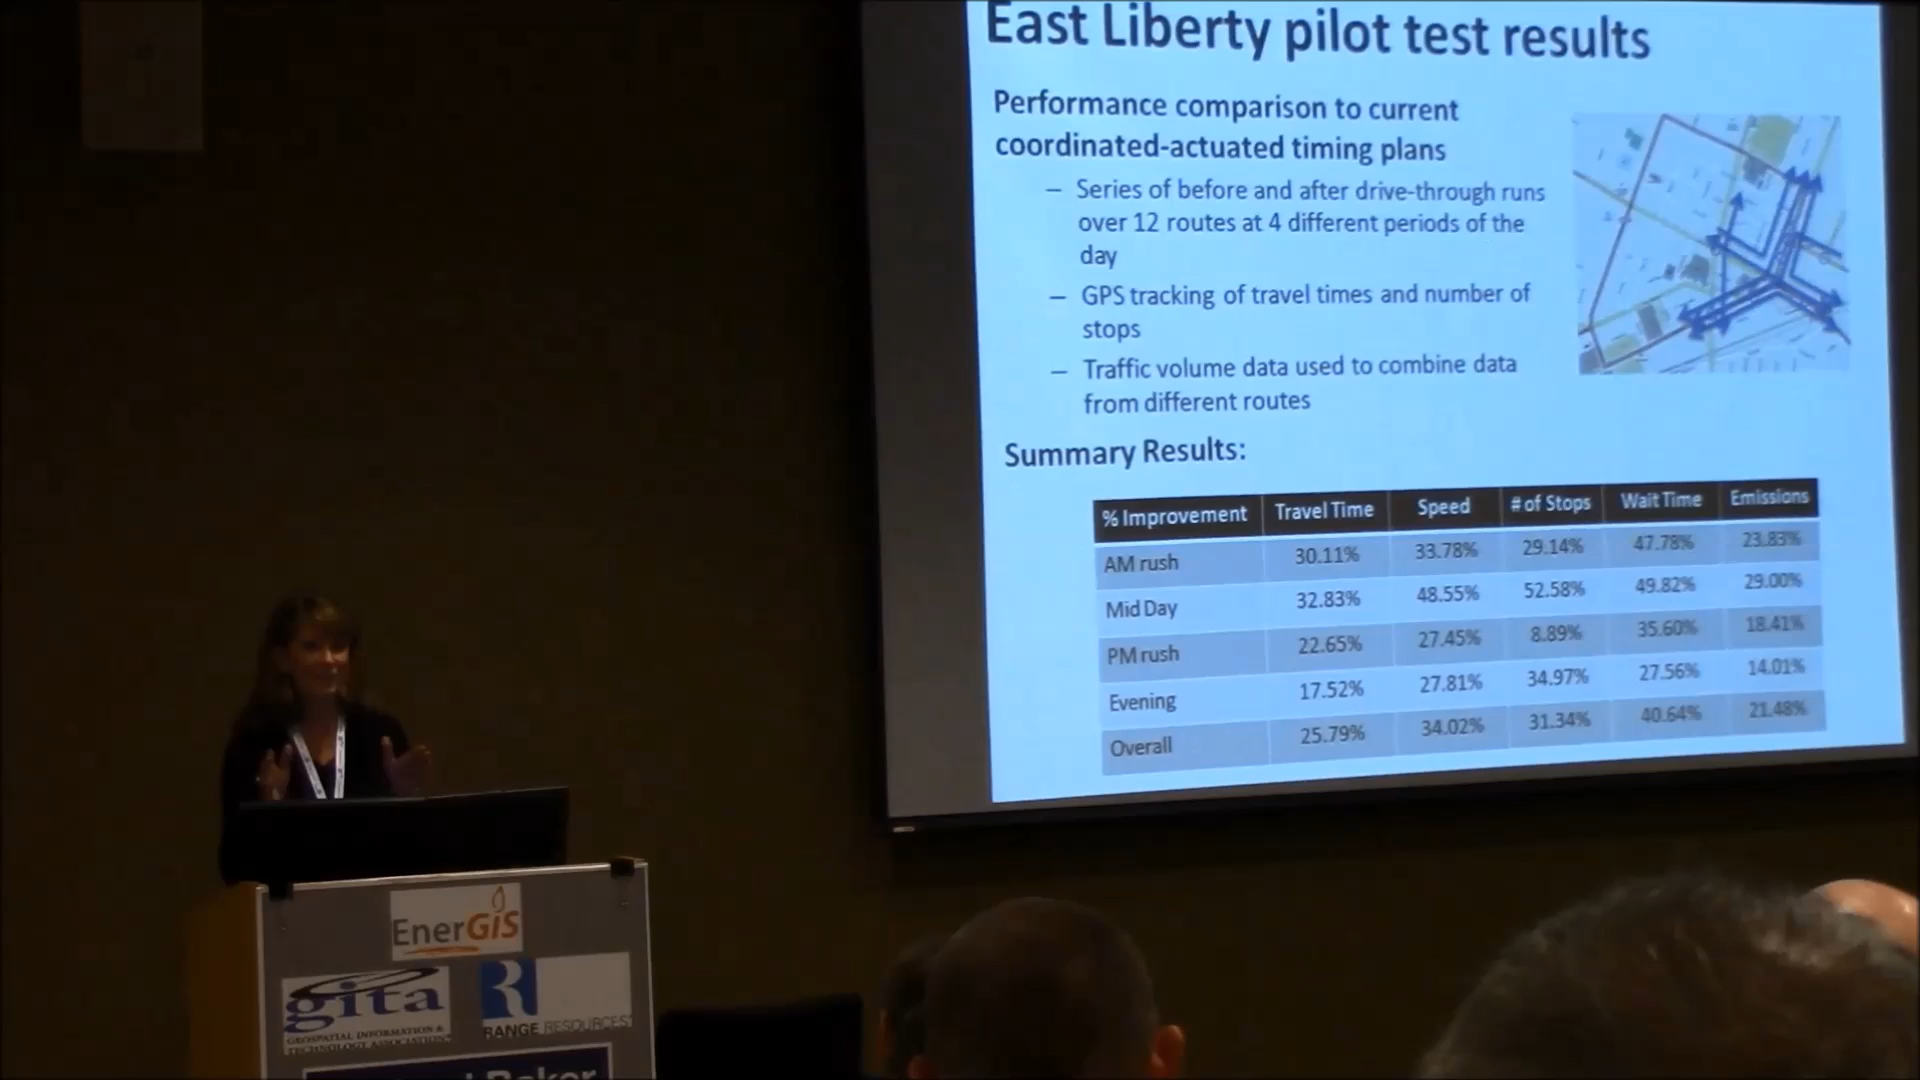 East Liberty pilot test results
Performance comparison to current
coordinated-actuated timing plans
– Series of before and after drive-through runs
over 12 routes at 4 different periods of the
day
– GPS tracking of travel times and number of
stops
– Traffic volume data used to combine data
from different routes
Summary Results:
% Improvement Travel Time Speed # of Stops Wait Time Emissions
AM rush 30.11% 33.78% 29.14% 47.78% 23.83%
Mid Day 32.83% 48.55% 52.58% 49.82% 29.00%
PM rush 22.65% 27.45% 8.89% 35.60% 18.41%
Evening 17.52% 27.81% 34.97% 27.56% 14.01%
Overall 25.79% 34.02% 31.34% 40.64% 21.48%
EnerGIS
gita
GEOSPATIAL INFORMATION &
TECHNOLOGY ASSOCIATION
R
RANGE RESOURCES
Baker